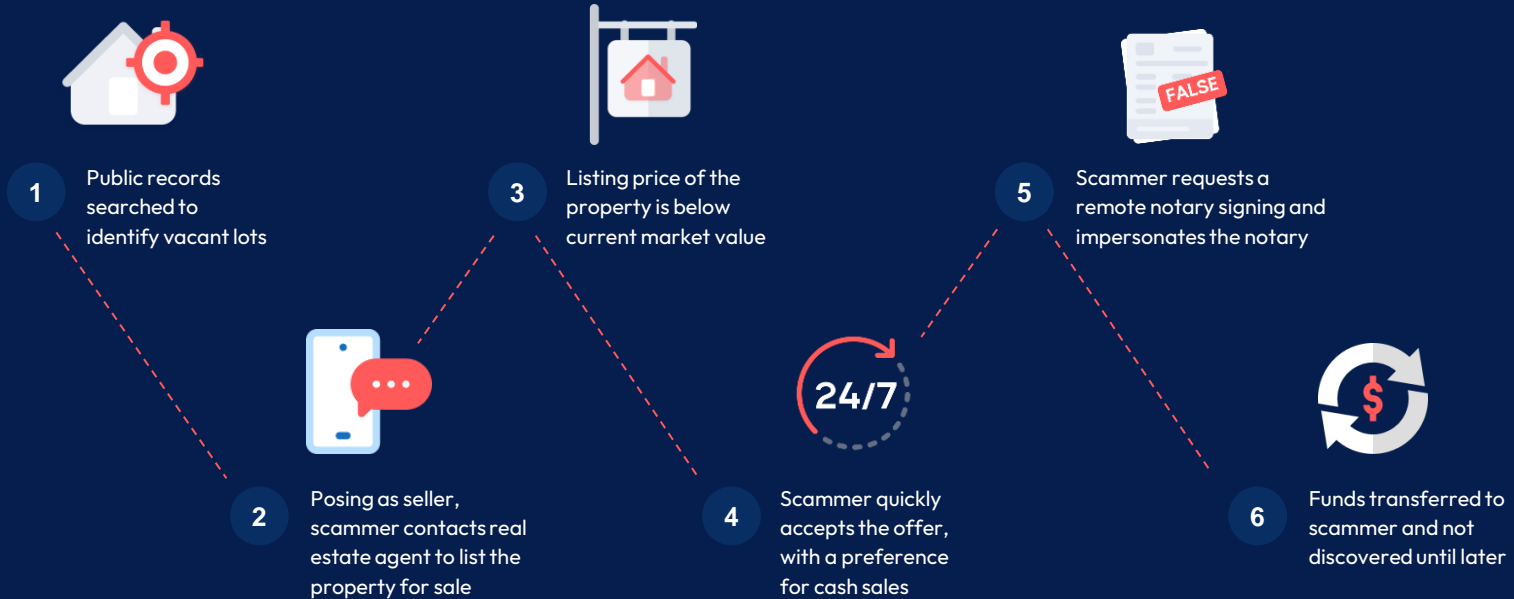 1
Public records
searched to
identify vacant lots
2
Posing as seller,
scammer contacts real
estate agent to list the
property for sale
3
Listing price of the
property is below
current market value
24/7
4
Scammer quickly
accepts the offer,
with a preference
for cash sales
FALSE
5
Scammer requests a
remote notary signing and
impersonates the notary
$
6
Funds transferred to
scammer and not
discovered until later